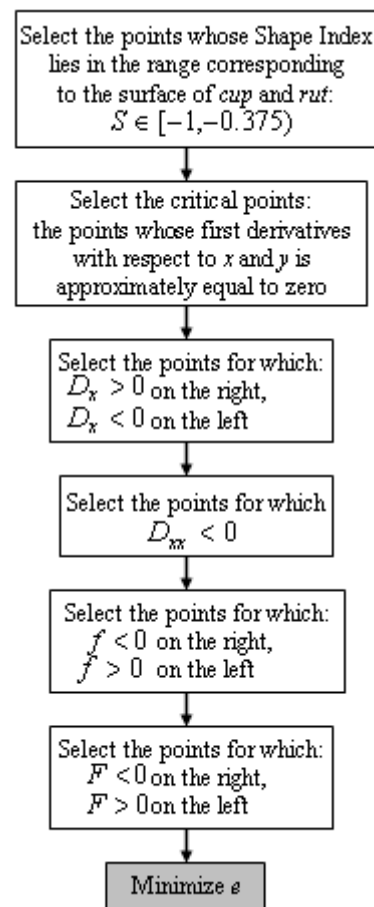 Select the points whose Shape Index
lies in the range corresponding
to the surface of cup and rut:
S ∈ [−1,−0.375)
Select the critical points:
the points whose first derivatives
with respect to x and y is
approximately equal to zero
Select the points for which:
D_x > 0 on the right,
D_x < 0 on the left
Select the points for which
D_xx < 0
Select the points for which:
f < 0 on the right,
f > 0 on the left
Select the points for which:
F < 0 on the right,
F > 0 on the left
Minimize e